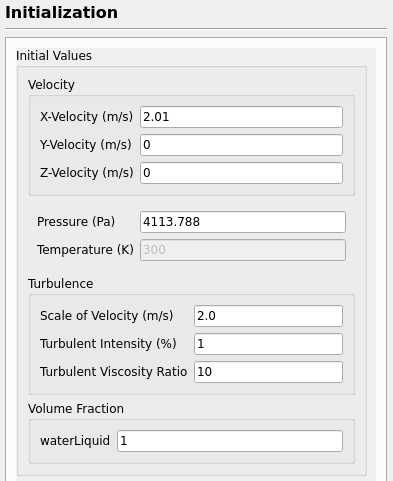 Initialization
Initial Values
Velocity
X-Velocity (m/s) 2.01
Y-Velocity (m/s) 0
Z-Velocity (m/s) 0
Pressure (Pa) 4113.788
Temperature (K) 300
Turbulence
Scale of Velocity (m/s) 2.0
Turbulent Intensity (%) 1
Turbulent Viscosity Ratio 10
Volume Fraction
waterLiquid 1